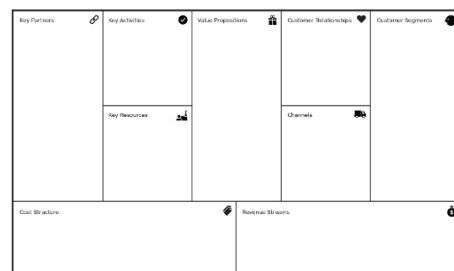 Key Partners
Key Activities
Value Propositions
Customer Relationships
Customer Segments
Key Resources
Channels
Cost Structure
Revenue Streams